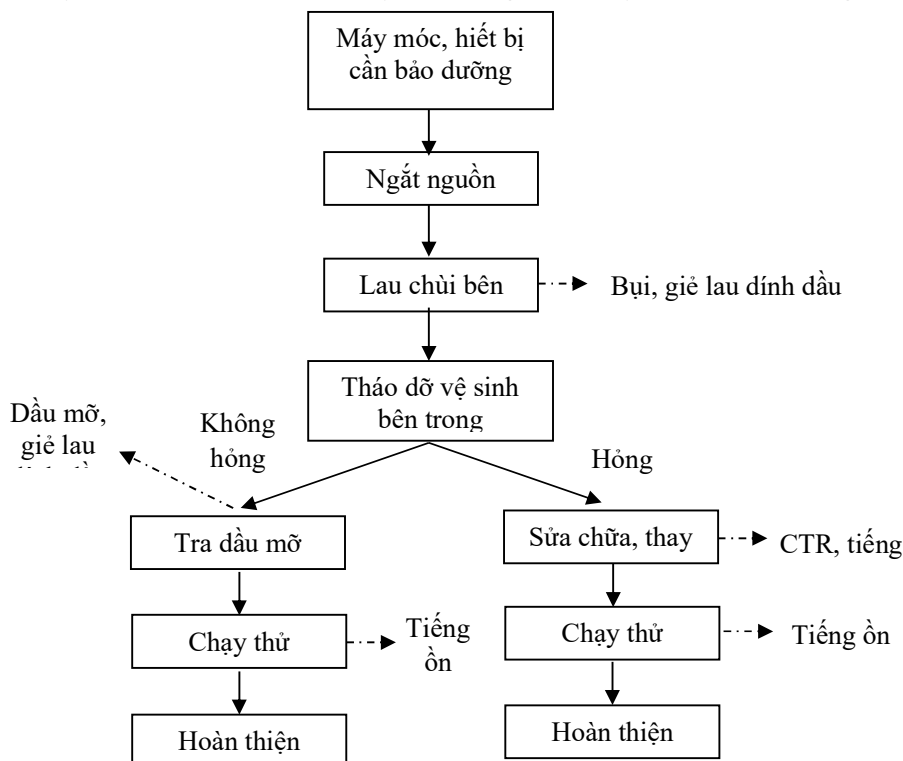 Máy móc, hiết bị
cần bảo dưỡng
Ngắt nguồn
Lau chùi bên
Bụi, giẻ lau dính dầu
Tháo dỡ vệ sinh
bên trong
Dầu mỡ,
giẻ lau
Không
hỏng
Hỏng
Tra dầu mỡ
Sửa chữa, thay
CTR, tiếng
Chạy thử
Tiếng
ồn
Chạy thử
Tiếng ồn
Hoàn thiện
Hoàn thiện